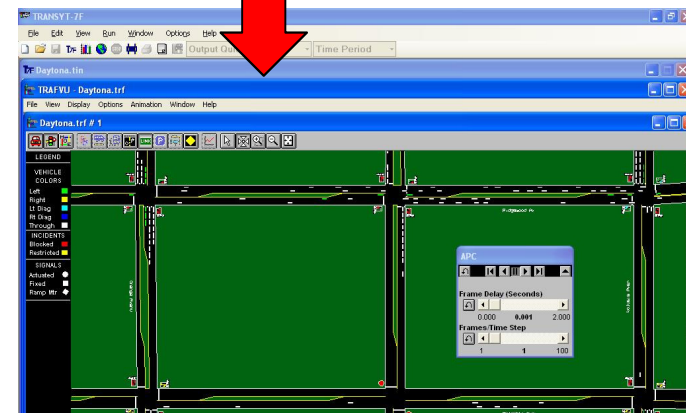 TRANSYT-7F
File Edit View Run Window Options Help
Time Period
Daytona.tin
TRAFVU - Daytona.trf
File View Display Options Animation Window Help
Daytona.trf # 1
LEGEND
VEHICLE
COLORS
Left
Right
Lt Diag
Rt Diag
Through
INCIDENTS
Blocked
Restricted
SIGNALS
Actuated
Fixed
Ramp Mtr
APC
Frame Delay (Seconds)
0.000 0.001 2.000
Frames/Time Step
1 1 100